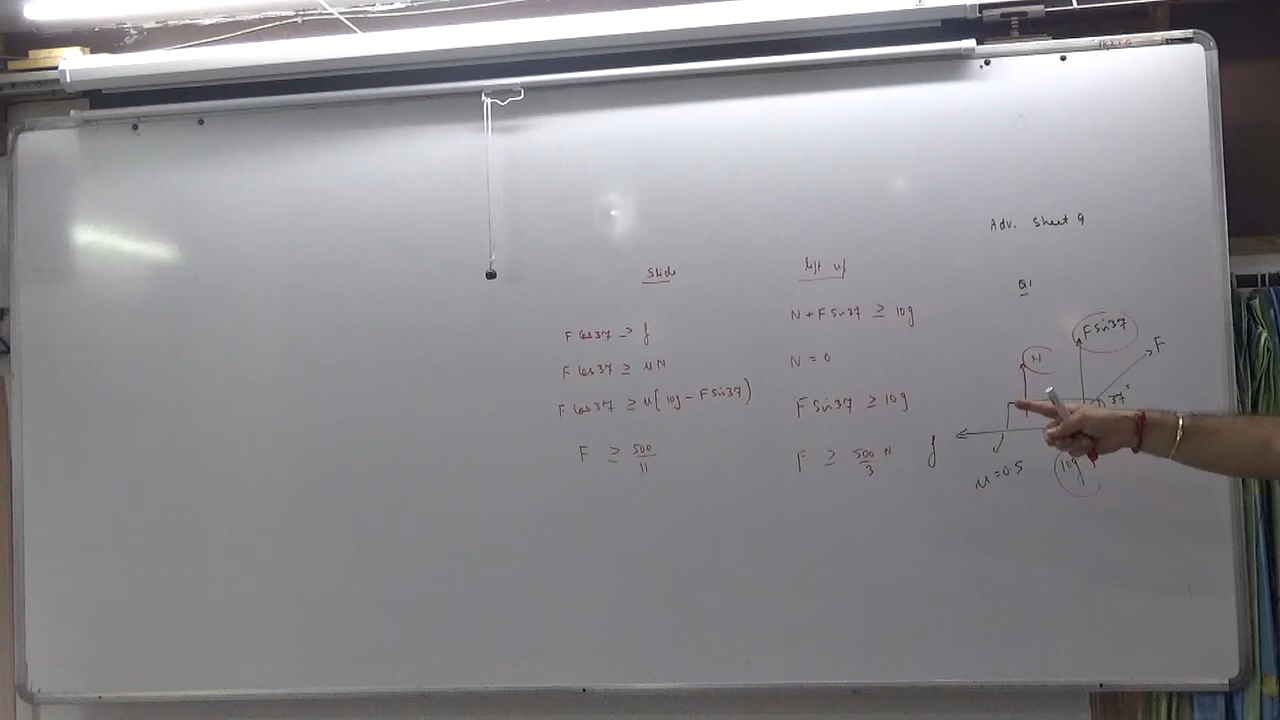 Adv. Sheet 9
Q1
Slide
F cos37 -> f
F cos37 ≥ μN
F cos37 ≥ μ(10g - F sin37)
F ≥ 500/11
lift up
N + F sin37 ≥ 10g
N = 0
F sin37 ≥ 10g
F ≥ 500/3 N
F sin37
F
N
37°
f
μ = 0.5
10g